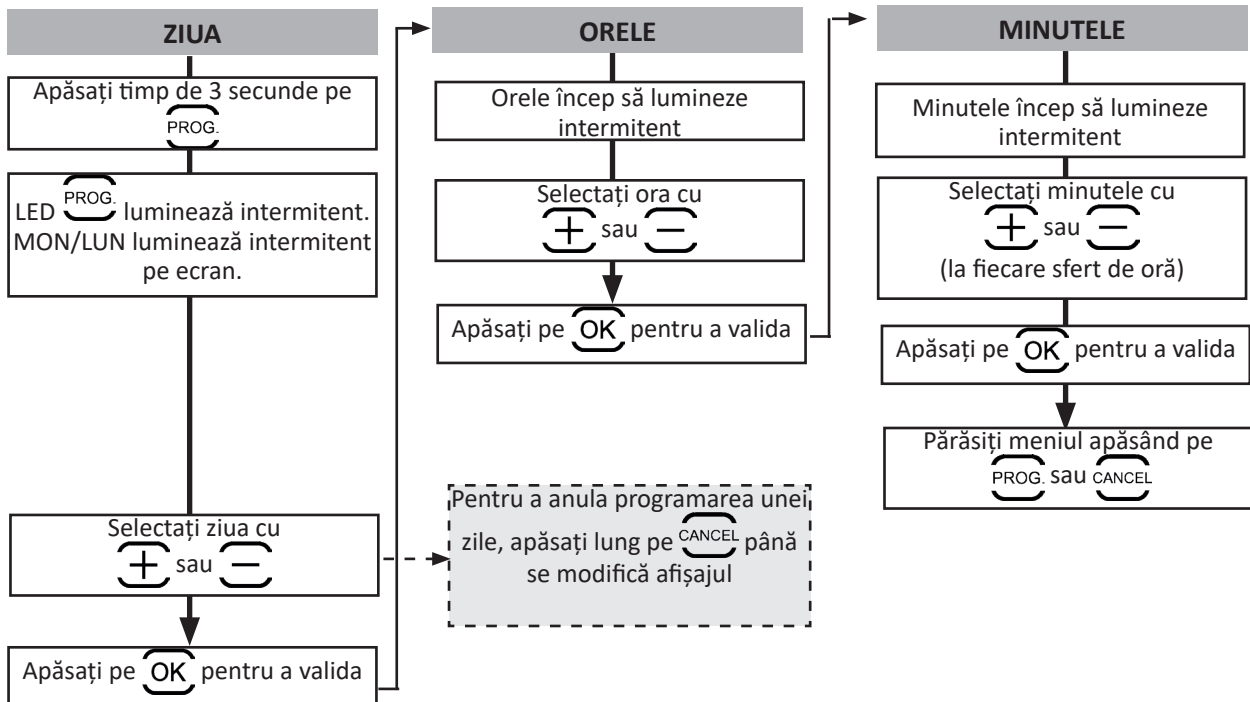 ZIUA
Apăsați timp de 3 secunde pe
PROG.
LED PROG. luminează intermitent.
MON/LUN luminează intermitent
pe ecran.
Selectați ziua cu
+ sau −
Apăsați pe OK pentru a valida
Pentru a anula programarea unei
zile, apăsați lung pe CANCEL până
se modifică afișajul
ORELE
Orele încep să lumineze
intermitent
Selectați ora cu
+ sau −
Apăsați pe OK pentru a valida
MINUTELE
Minutele încep să lumineze
intermitent
Selectați minutele cu
+ sau −
(la fiecare sfert de oră)
Apăsați pe OK pentru a valida
Părăsiți meniul apăsând pe
PROG. sau CANCEL